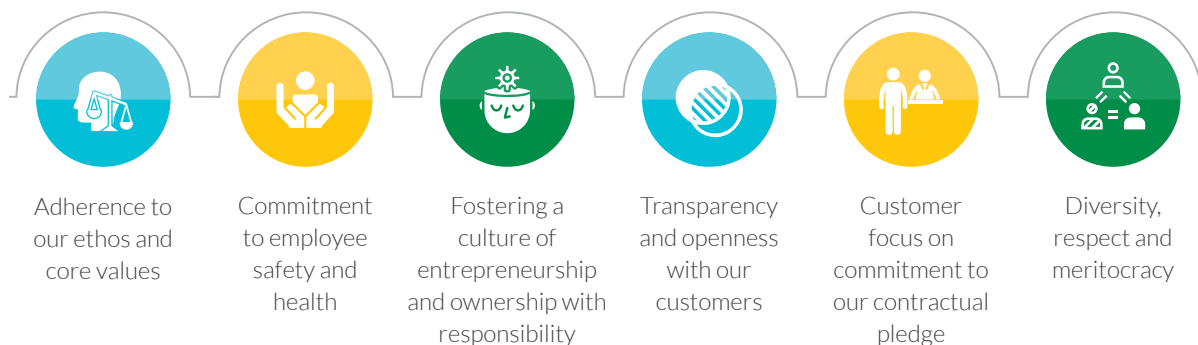 Adherence to
our ethos and
core values
Commitment
to employee
safety and
health
Fostering a
culture of
entrepreneurship
and ownership with
responsibility
Transparency
and openness
with our
customers
Customer
focus on
commitment to
our contractual
pledge
Diversity,
respect and
meritocracy